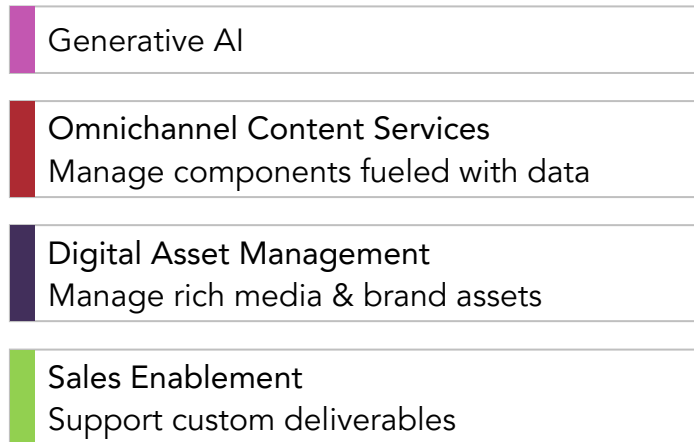 Generative AI
Omnichannel Content Services
Manage components fueled with data
Digital Asset Management
Manage rich media & brand assets
Sales Enablement
Support custom deliverables